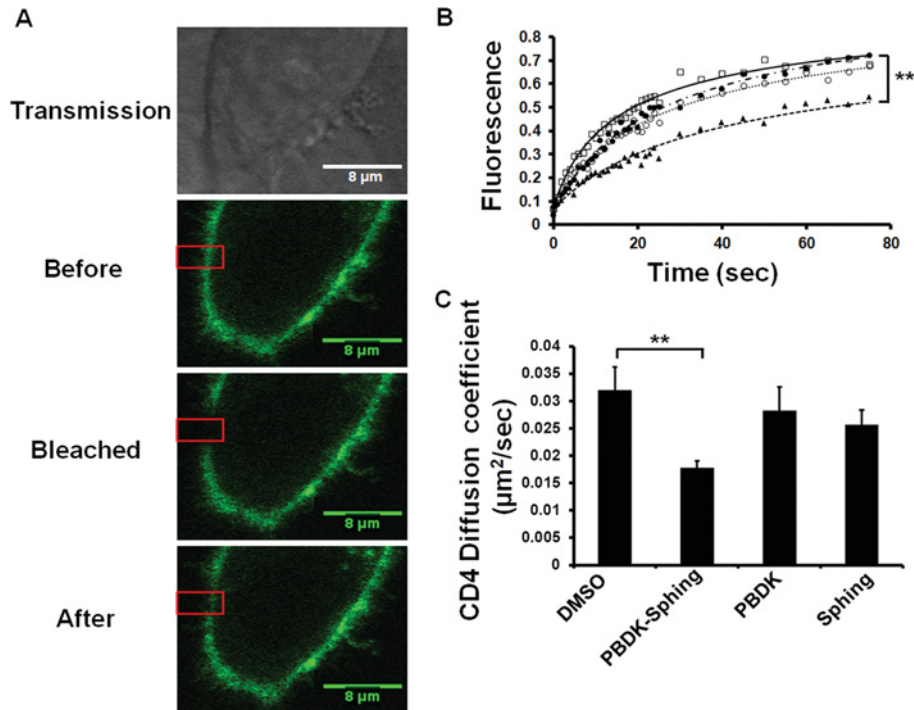 A
Transmission
8 µm
Before
8 µm
Bleached
8 µm
After
8 µm
B
Fluorescence
0.8
0.7
0.6
0.5
0.4
0.3
0.2
0.1
0
0 20 40 60 80
**
Time (sec)
C
CD4 Diffusion coefficient
(µm²/sec)
0.04
0.035
0.03
0.025
0.02
0.015
0.01
0.005
0
**
DMSO
PBDK-Sphing
PBDK
Sphing